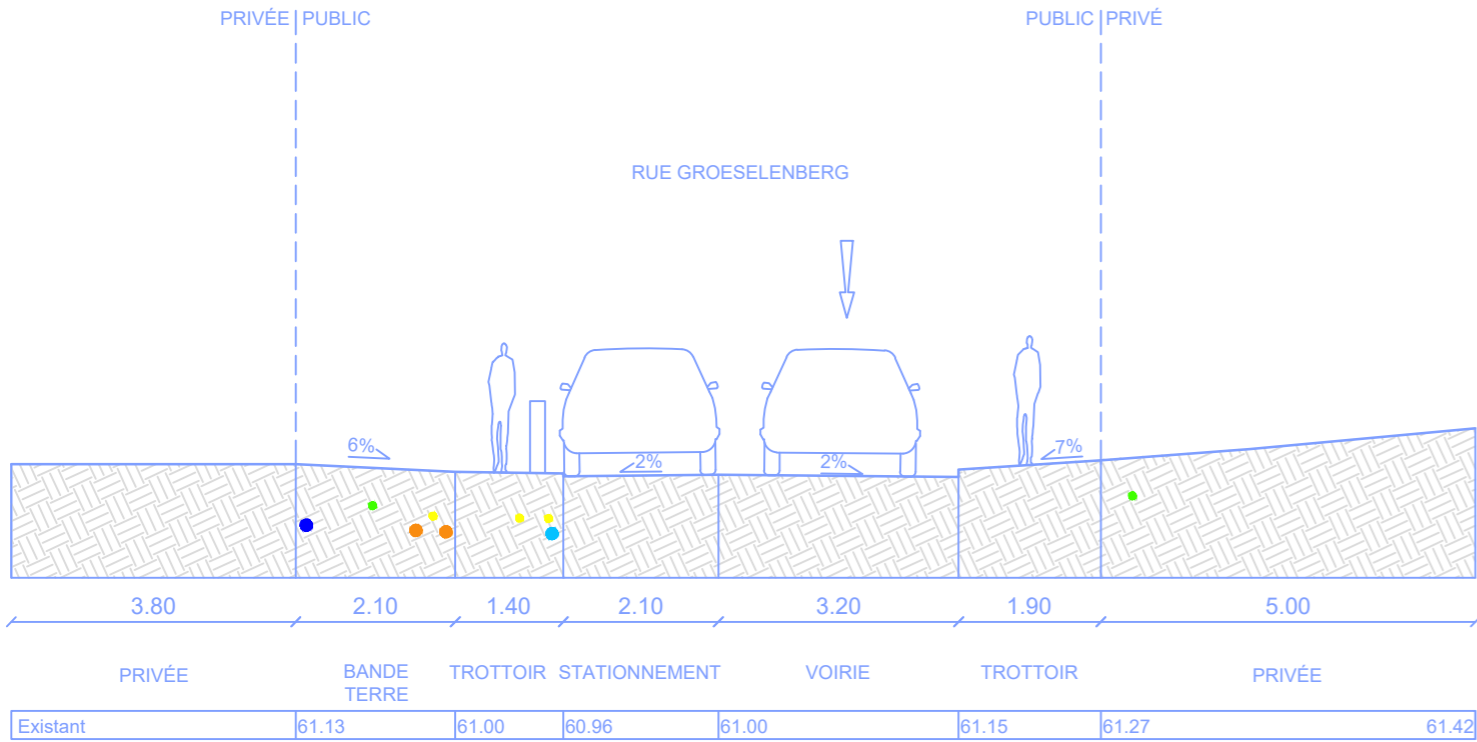 PRIVÉE PUBLIC
PUBLIC PRIVÉ
RUE GROESELENBERG
6%
2%
2%
7%
3.80 2.10 1.40 2.10 3.20 1.90 5.00
PRIVÉE BANDE TERRE TROTTOIR STATIONNEMENT VOIRIE TROTTOIR PRIVÉE
Existant 61.13 61.00 60.96 61.00 61.15 61.27 61.42